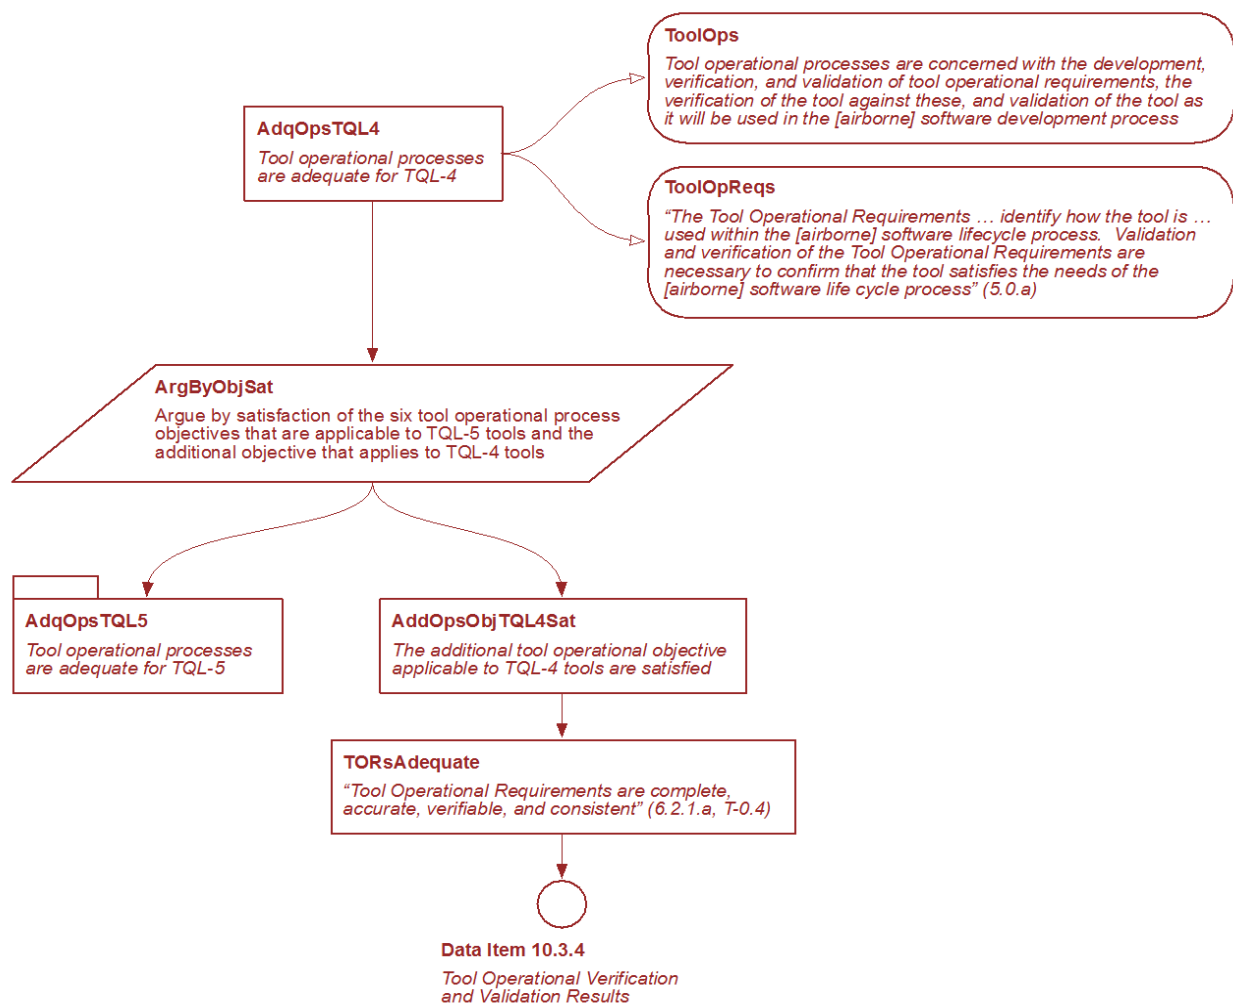 ToolOps
Tool operational processes are concerned with the development,
verification, and validation of tool operational requirements, the
verification of the tool against these, and validation of the tool as
it will be used in the [airborne] software development process
AdqOpsTQL4
Tool operational processes
are adequate for TQL-4
ToolOpReqs
“The Tool Operational Requirements … identify how the tool is …
used within the [airborne] software lifecycle process.  Validation
and verification of the Tool Operational Requirements are
necessary to confirm that the tool satisfies the needs of the
[airborne] software life cycle process” (5.0.a)
ArgByObjSat
Argue by satisfaction of the six tool operational process
objectives that are applicable to TQL-5 tools and the
additional objective that applies to TQL-4 tools
AdqOpsTQL5
Tool operational processes
are adequate for TQL-5
AddOpsObjTQL4Sat
The additional tool operational objective
applicable to TQL-4 tools are satisfied
TORsAdequate
“Tool Operational Requirements are complete,
accurate, verifiable, and consistent” (6.2.1.a, T-0.4)
Data Item 10.3.4
Tool Operational Verification
and Validation Results